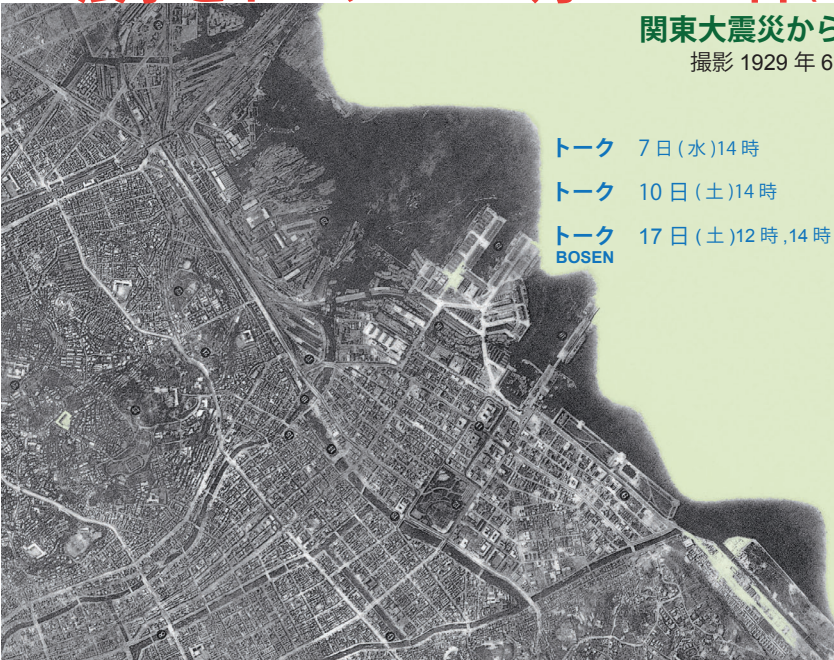 関東大震災から
撮影 1929 年 6
トーク 7 日 ( 水 )14 時
トーク 10 日 ( 土 )14 時
トーク 17 日 ( 土 )12 時 ,14 時
BOSEN